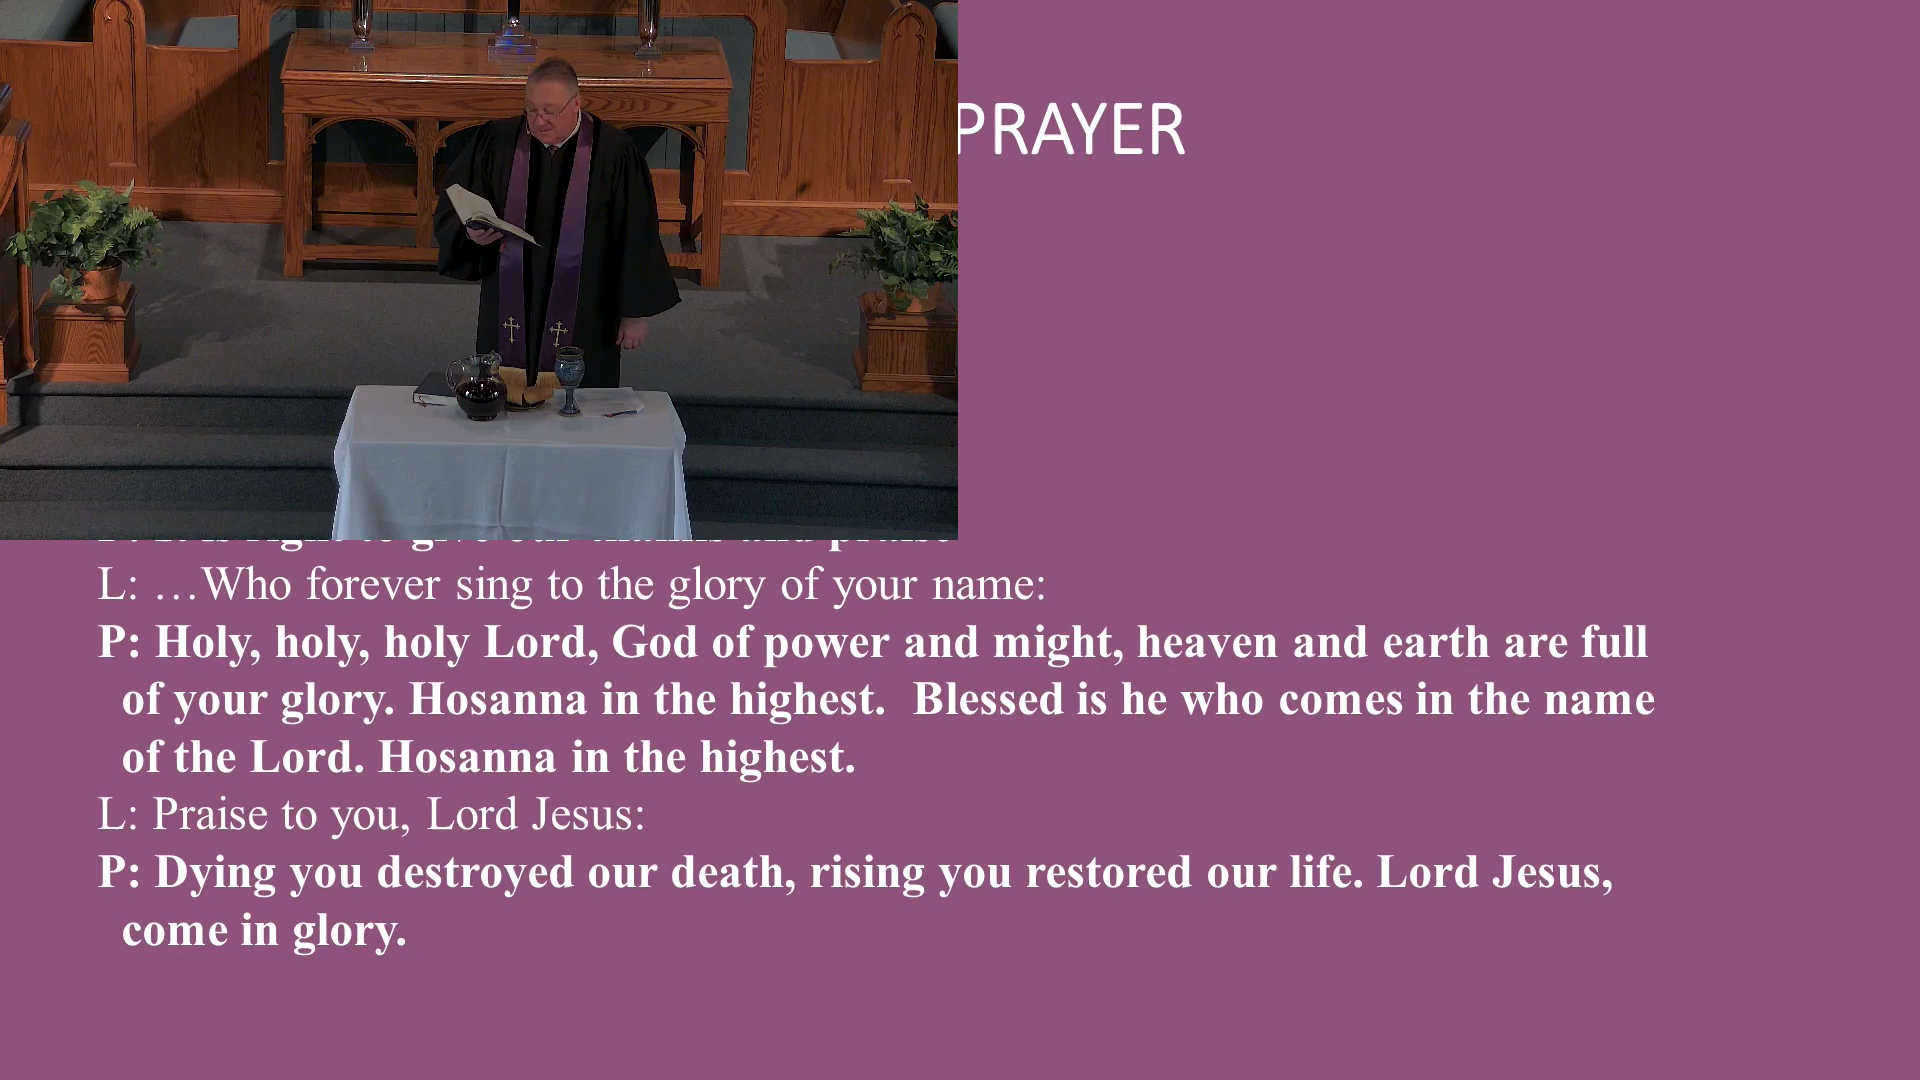 PRAYER
L: …Who forever sing to the glory of your name:
P: Holy, holy, holy Lord, God of power and might, heaven and earth are full
of your glory. Hosanna in the highest.  Blessed is he who comes in the name
of the Lord. Hosanna in the highest.
L: Praise to you, Lord Jesus:
P: Dying you destroyed our death, rising you restored our life. Lord Jesus,
come in glory.